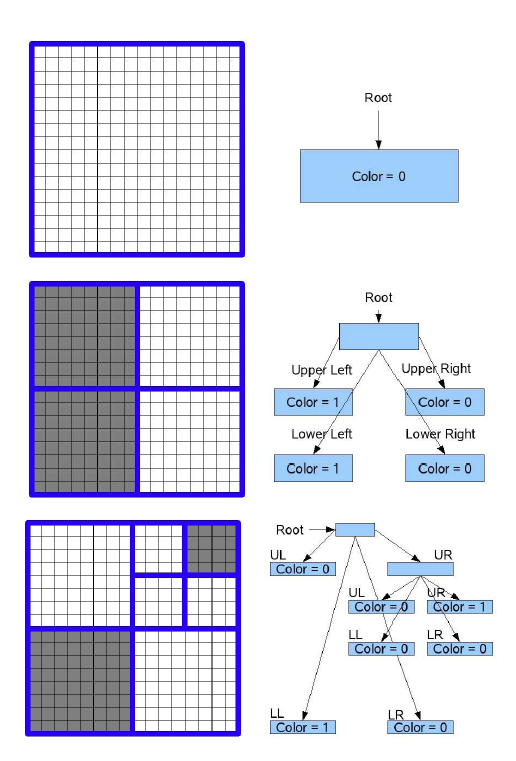 Root
Color = 0
Root
Upper Left
Upper Right
Color = 1
Color = 0
Lower Left
Lower Right
Color = 1
Color = 0
Root
UL
UR
Color = 0
UL
UR
Color = 0
Color = 1
LL
LR
Color = 0
Color = 0
LL
LR
Color = 1
Color = 0